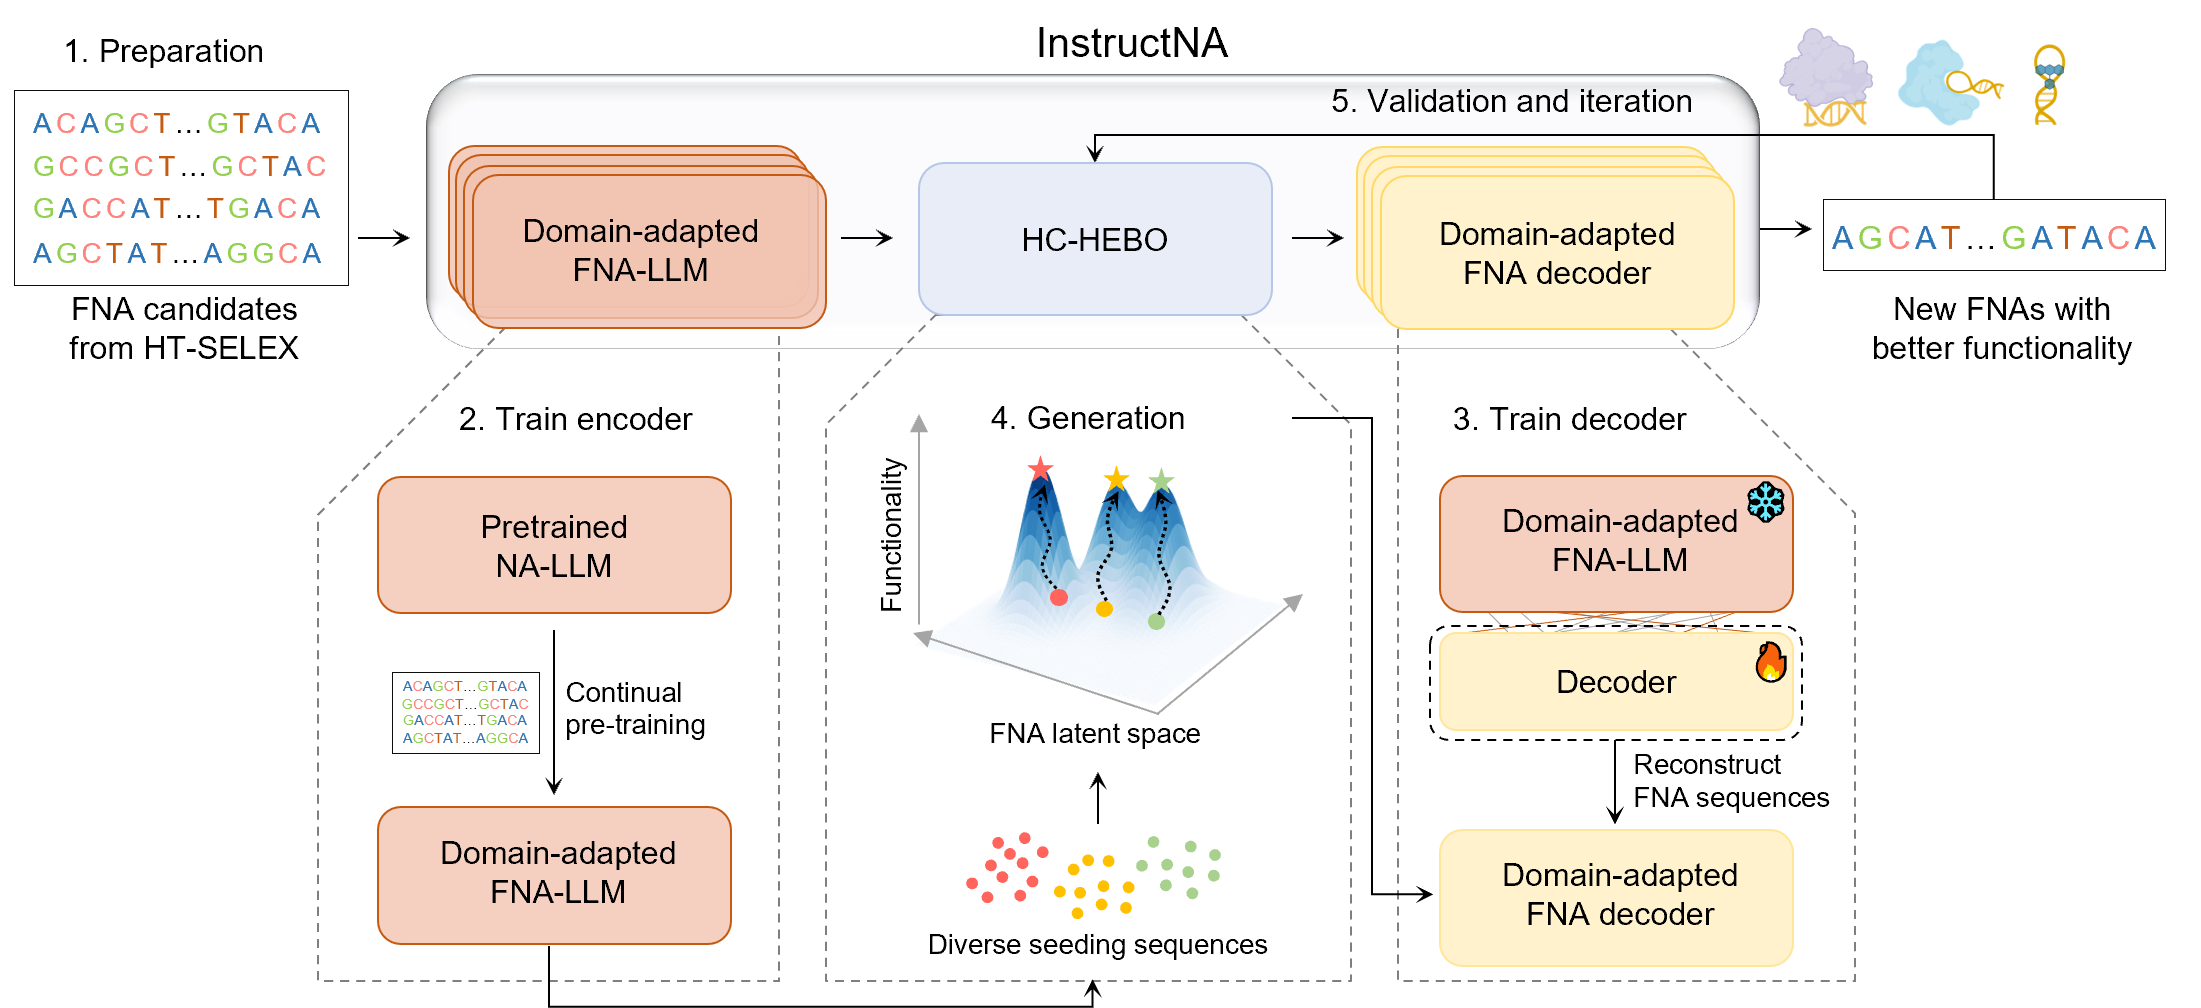 InstructNA
1. Preparation
ACAGCT...GTACA
GCCGCT...GCTAC
GACCAT...TGACA
AGCTAT...AGGCA
FNA candidates
from HT-SELEX
Domain-adapted
FNA-LLM
HC-HEBO
5. Validation and iteration
Domain-adapted
FNA decoder
AGCAT...GATACA
New FNAs with
better functionality
2. Train encoder
Pretrained
NA-LLM
ACAGCT...GTACA
GCCGCT...GCTAC
GACCAT...TGACA
AGCTAT...AGGCA
Continual
pre-training
Domain-adapted
FNA-LLM
4. Generation
Functionality
FNA latent space
Diverse seeding sequences
3. Train decoder
Domain-adapted
FNA-LLM
Decoder
Reconstruct
FNA sequences
Domain-adapted
FNA decoder